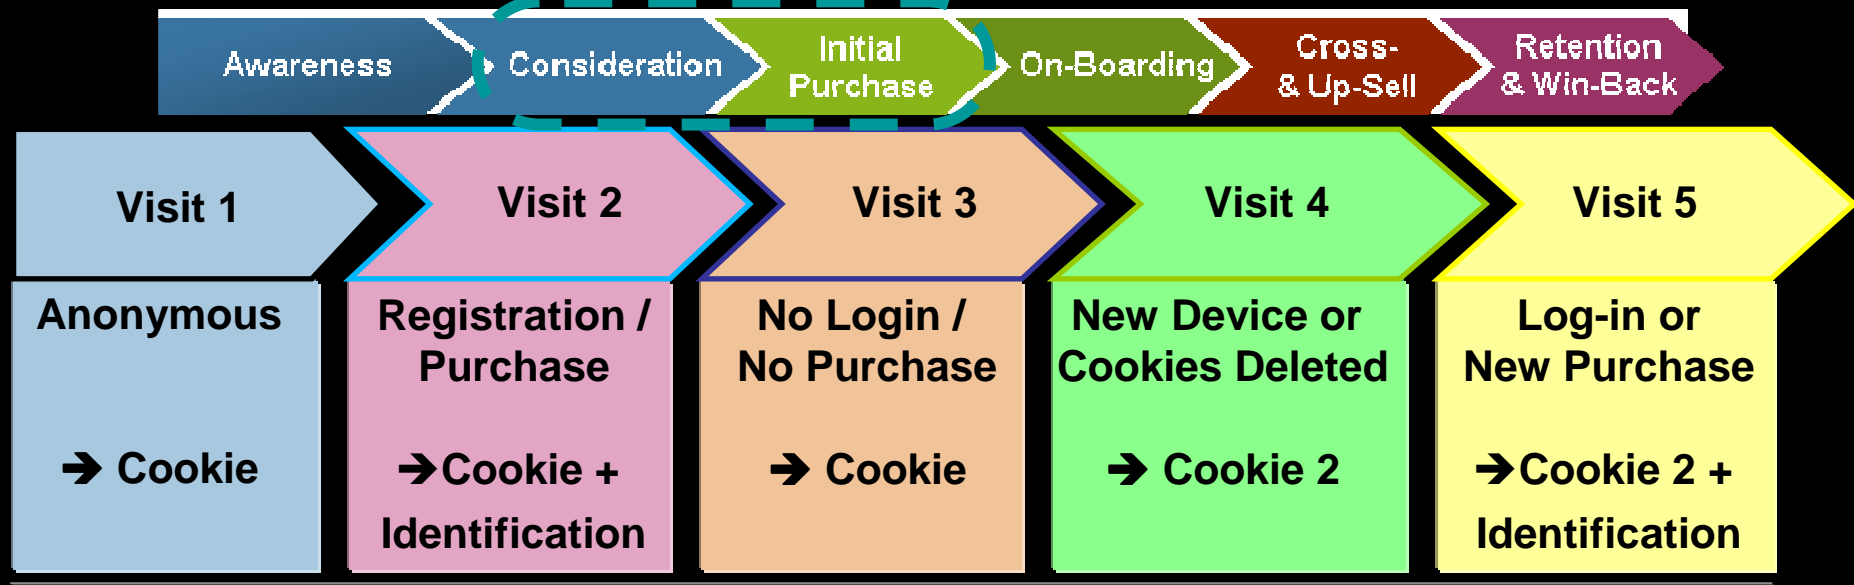 Awareness
Consideration
Initial
Purchase
On-Boarding
Cross-
& Up-Sell
Retention
& Win-Back
Visit 1
Visit 2
Visit 3
Visit 4
Visit 5
Anonymous
➔ Cookie
Registration /
Purchase
➔Cookie +
Identification
No Login /
No Purchase
➔ Cookie
New Device or
Cookies Deleted
➔ Cookie 2
Log-in or
New Purchase
➔Cookie 2 +
Identification